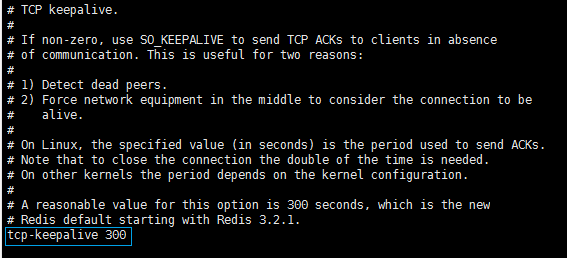 # TCP keepalive.
#
# If non-zero, use SO_KEEPALIVE to send TCP ACKs to clients in absence
# of communication. This is useful for two reasons:
#
# 1) Detect dead peers.
# 2) Force network equipment in the middle to consider the connection to be
#    alive.
#
# On Linux, the specified value (in seconds) is the period used to send ACKs.
# Note that to close the connection the double of the time is needed.
# On other kernels the period depends on the kernel configuration.
#
# A reasonable value for this option is 300 seconds, which is the new
# Redis default starting with Redis 3.2.1.
tcp-keepalive 300